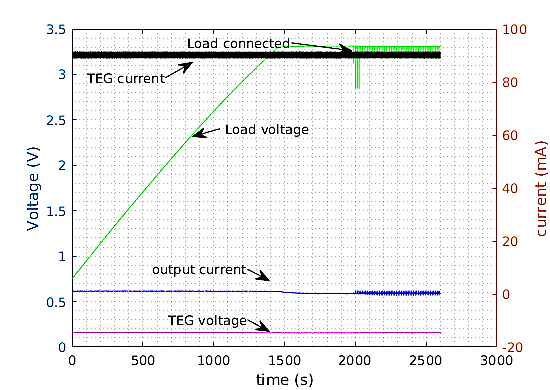 3.5
3
2.5
2
1.5
1
0.5
0
Voltage (V)
100
80
60
40
20
0
-20
current (mA)
Load connected
TEG current
Load voltage
output current
TEG voltage
0 500 1000 1500 2000 2500 3000
time (s)